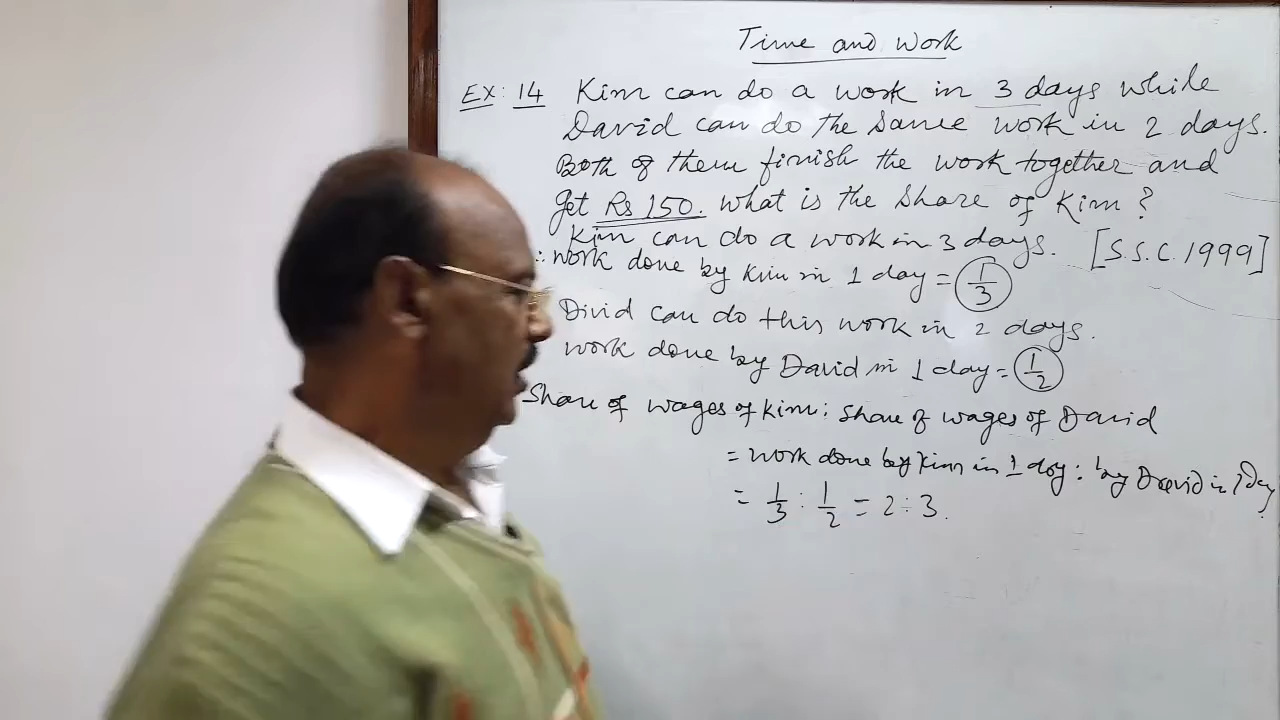 Time and Work
EX: 14 Kim can do a work in 3 days while
David can do the same work in 2 days.
Both of them finish the work together and
get Rs 150. What is the share of Kim?
Kim can do a work in 3 days. [S.S.C. 1999]
∴ Work done by Kim in 1 day = 1/3
Divid can do this work in 2 days.
Work done by David in 1 day = 1/2
Share of wages of Kim : Share of wages of David
= Work done by Kim in 1 day : by David in 1 day
= 1/3 : 1/2 = 2 : 3.